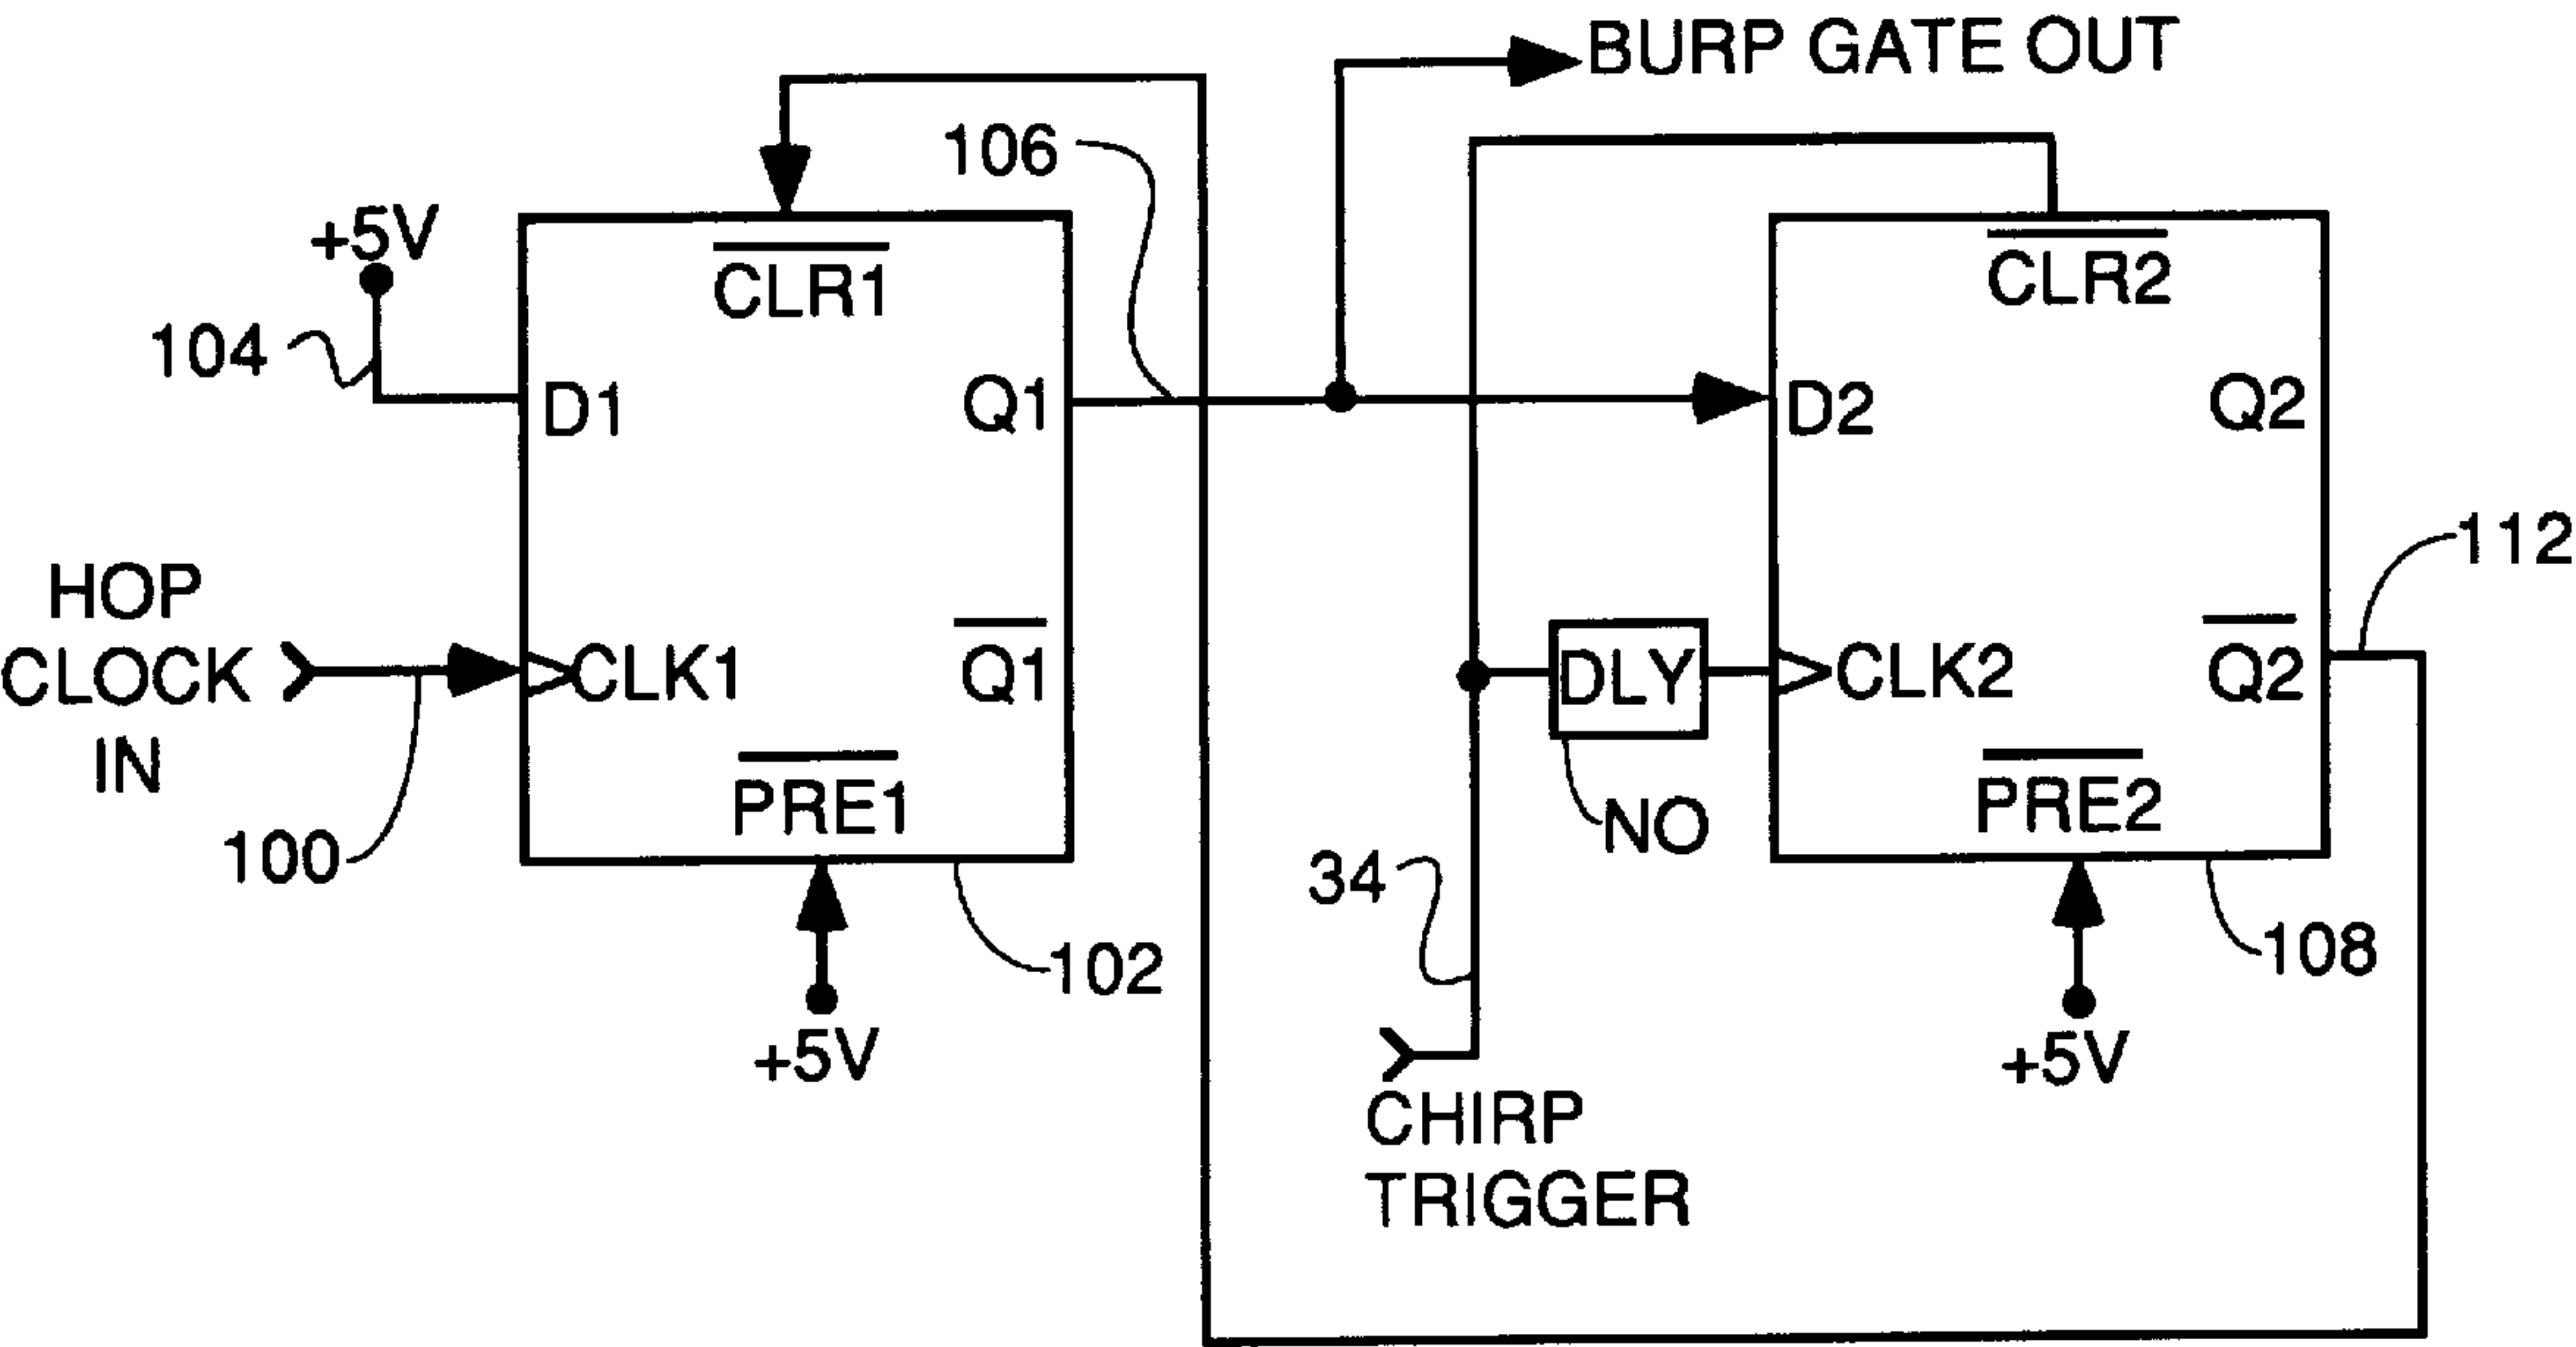 BURP GATE OUT
106
+5V
104
CLR1
D1
Q1
HOP
CLOCK
IN
CLK1
Q1
PRE1
100
102
+5V
CLR2
D2
Q2
112
DLY
CLK2
Q2
NO
PRE2
34
108
+5V
CHIRP
TRIGGER